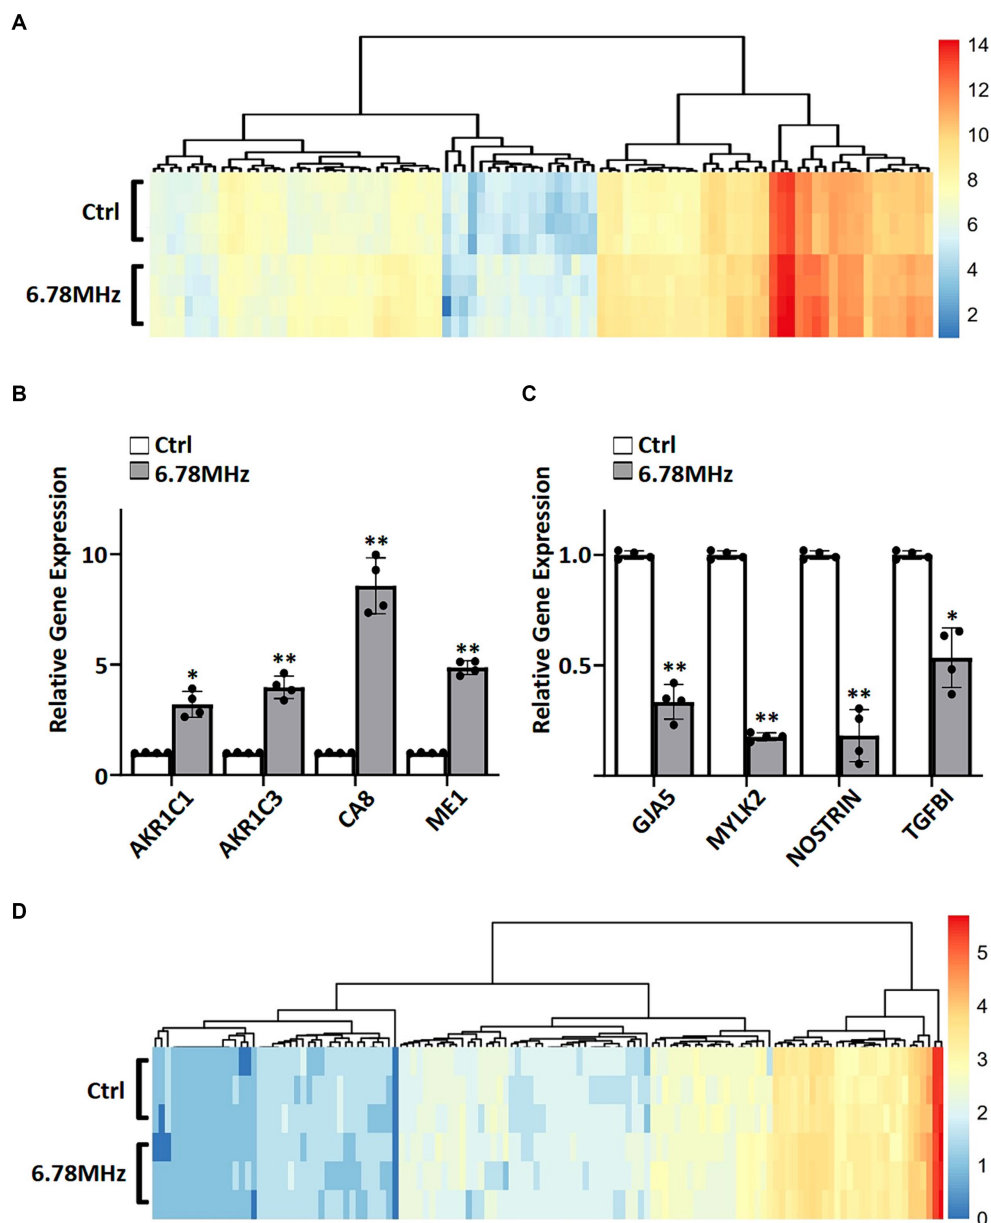 A
Ctrl
6.78MHz
14
12
10
8
6
4
2
B
Ctrl
6.78MHz
Relative Gene Expression
10
5
0
*
**
**
**
AKR1C1
AKR1C3
CA8
ME1
C
Ctrl
6.78MHz
Relative Gene Expression
1.0
0.5
**
**
**
*
GJA5
MYLK2
NOSTRIN
TGFBI
D
Ctrl
6.78MHz
5
4
3
2
1
0